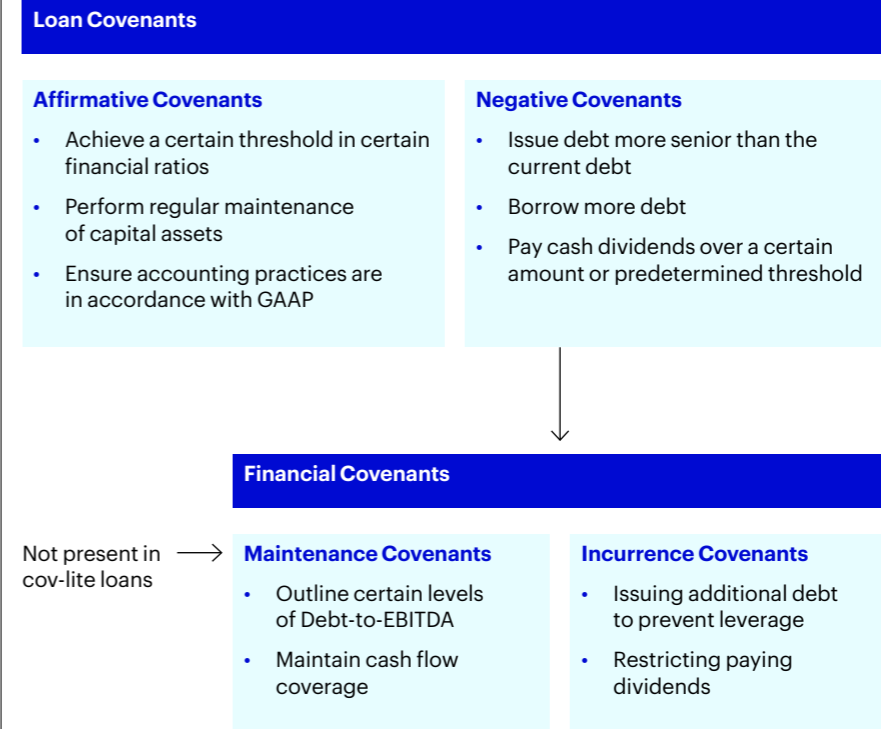 Loan Covenants
Affirmative Covenants
• Achieve a certain threshold in certain
financial ratios
• Perform regular maintenance
of capital assets
• Ensure accounting practices are
in accordance with GAAP
Negative Covenants
• Issue debt more senior than the
current debt
• Borrow more debt
• Pay cash dividends over a certain
amount or predetermined threshold
Financial Covenants
Not present in
cov-lite loans
Maintenance Covenants
• Outline certain levels
of Debt-to-EBITDA
• Maintain cash flow
coverage
Incurrence Covenants
• Issuing additional debt
to prevent leverage
• Restricting paying
dividends